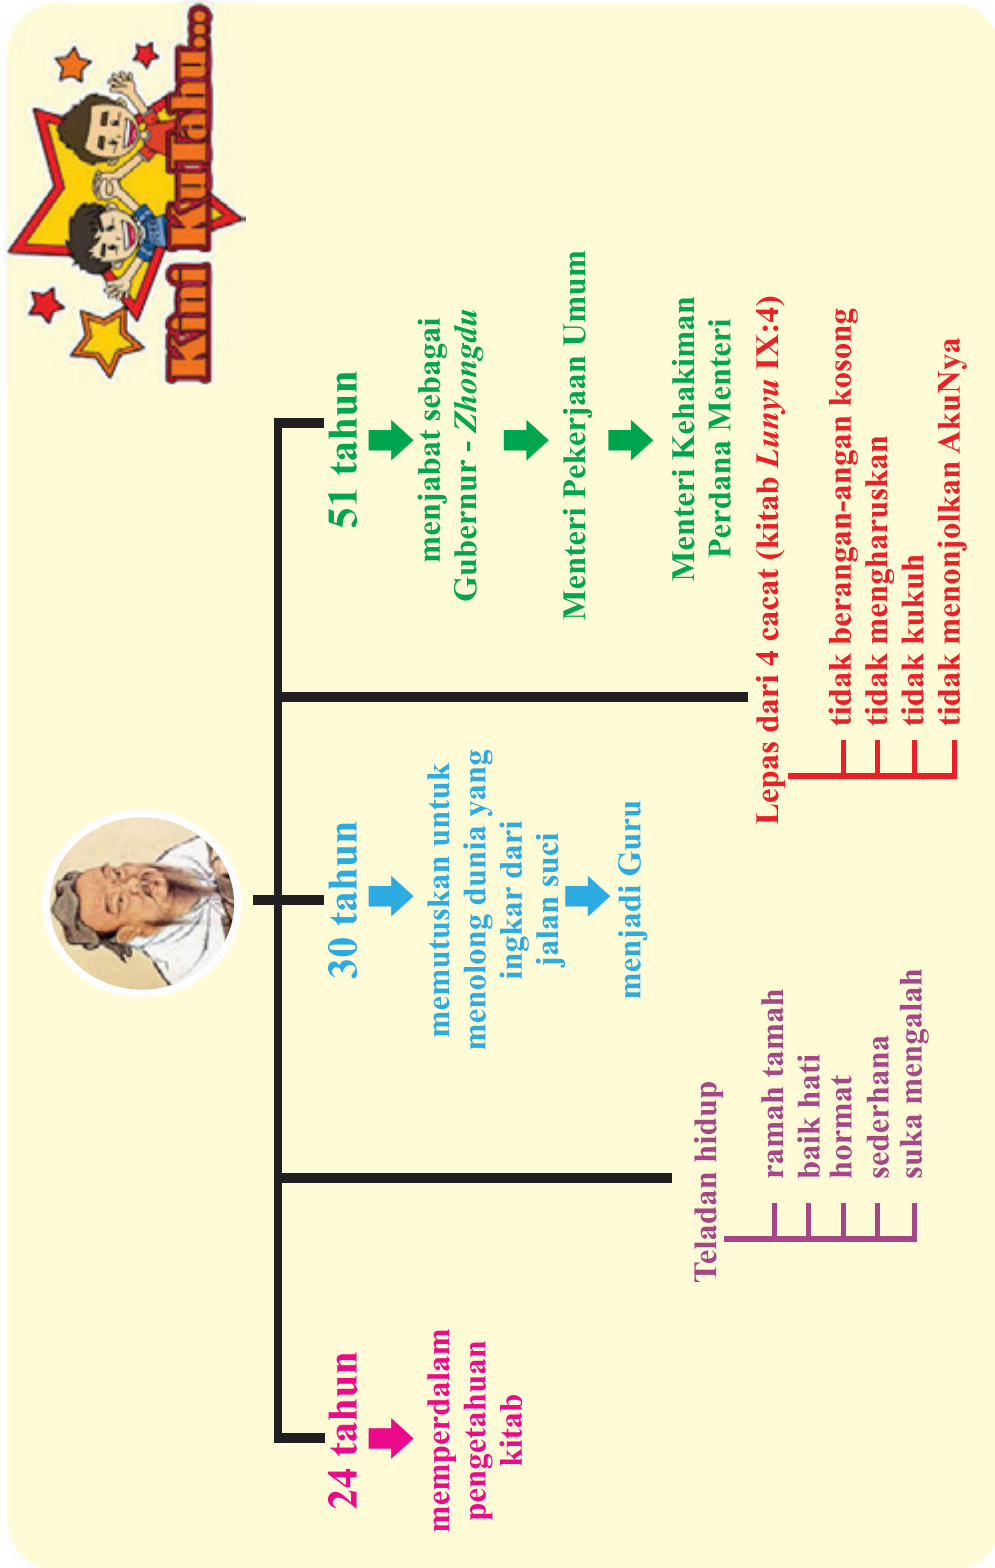 Kini KuTahu...
24 tahun
memperdalam
pengetahuan
kitab
Teladan hidup
ramah tamah
baik hati
hormat
sederhana
suka mengalah
30 tahun
memutuskan untuk
menolong dunia yang
ingkar dari
jalan suci
menjadi Guru
Lepas dari 4 cacat (kitab Lunyu IX:4)
tidak berangan-angan kosong
tidak mengharuskan
tidak kukuh
tidak menonjolkan AkuNya
51 tahun
menjabat sebagai
Gubernur - Zhongdu
Menteri Pekerjaan Umum
Menteri Kehakiman
Perdana Menteri